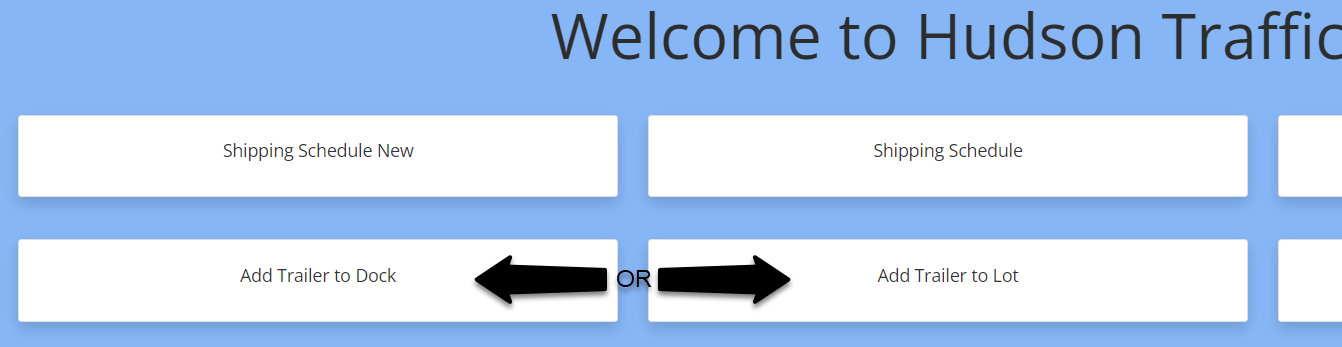 Welcome to Hudson Traffic
Shipping Schedule New
Shipping Schedule
Add Trailer to Dock
OR
Add Trailer to Lot